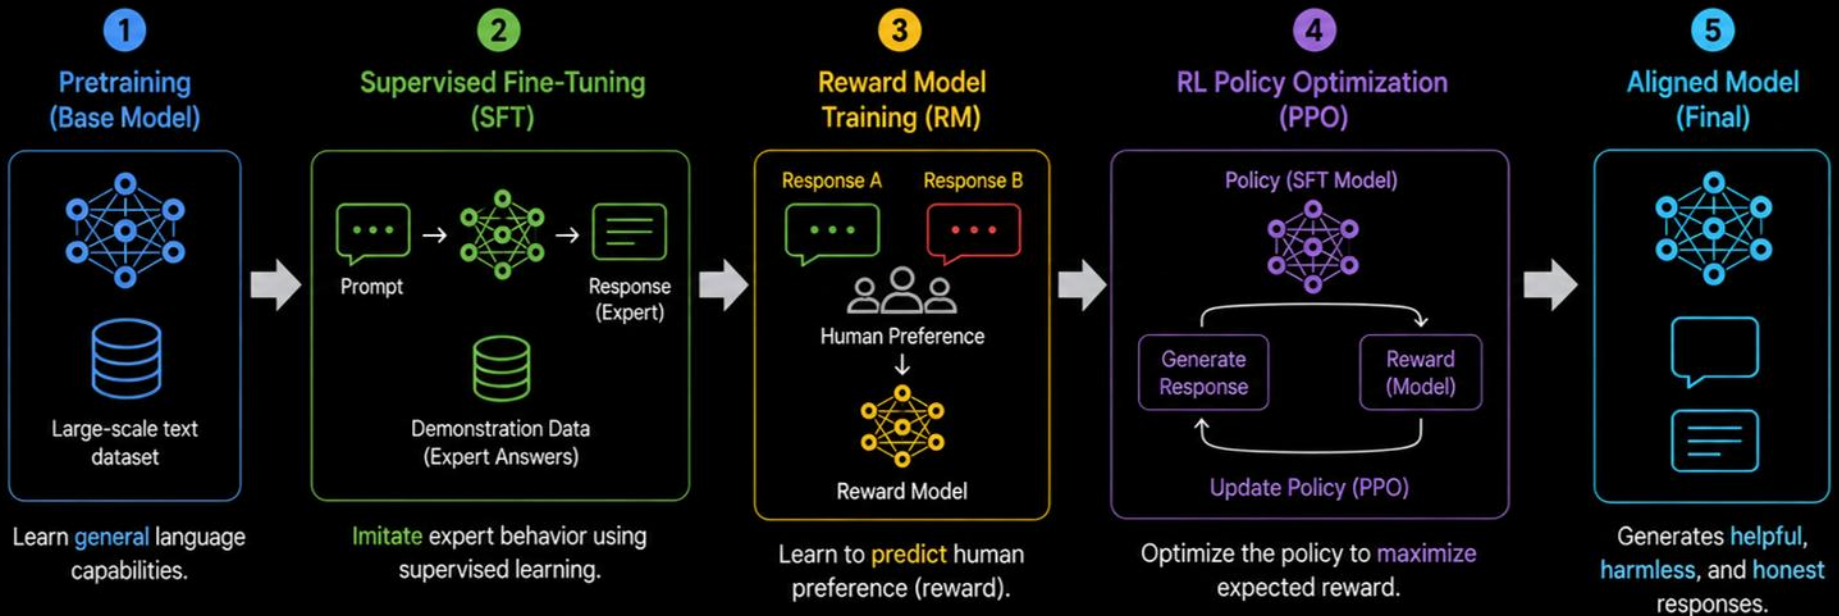 1
Pretraining
(Base Model)
Large-scale text
dataset
Learn general language
capabilities.
2
Supervised Fine-Tuning
(SFT)
Prompt
Response
(Expert)
Demonstration Data
(Expert Answers)
Imitate expert behavior using
supervised learning.
3
Reward Model
Training (RM)
Response A
Response B
Human Preference
Reward Model
Learn to predict human
preference (reward).
4
RL Policy Optimization
(PPO)
Policy (SFT Model)
Generate
Response
Reward
(Model)
Update Policy (PPO)
Optimize the policy to maximize
expected reward.
5
Aligned Model
(Final)
Generates helpful,
harmless, and honest
responses.